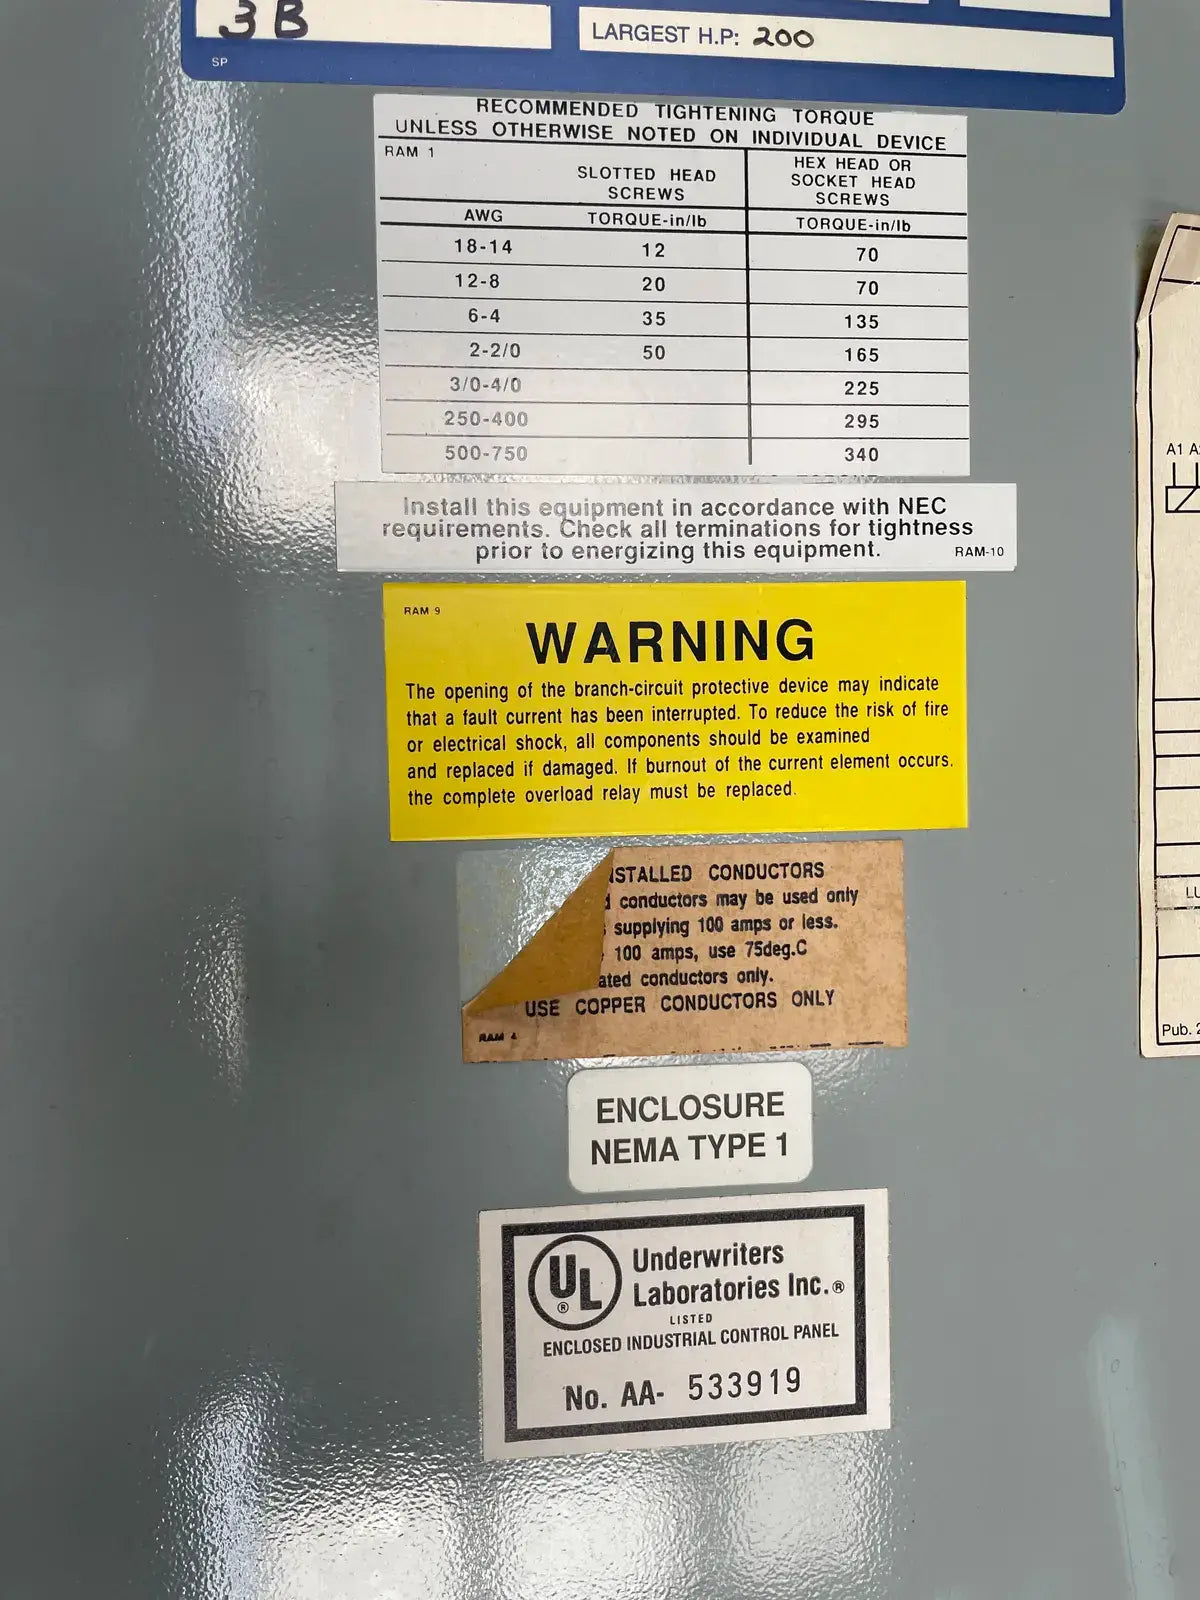 3B
LARGEST H.P: 200
SP
RECOMMENDED TIGHTENING TORQUE
UNLESS OTHERWISE NOTED ON INDIVIDUAL DEVICE
RAM 1
SLOTTED HEAD SCREWS
HEX HEAD OR SOCKET HEAD SCREWS
AWG TORQUE-in/lb TORQUE-in/lb
18-14 12 70
12-8 20 70
6-4 35 135
2-2/0 50 165
3/0-4/0 225
250-400 295
500-750 340
Install this equipment in accordance with NEC
requirements. Check all terminations for tightness
prior to energizing this equipment. RAM-10
RAM 9
WARNING
The opening of the branch-circuit protective device may indicate
that a fault current has been interrupted. To reduce the risk of fire
or electrical shock, all components should be examined
and replaced if damaged. If burnout of the current element occurs.
the complete overload relay must be replaced.
STALLED CONDUCTORS
conductors may be used only
supplying 100 amps or less.
100 amps, use 75deg.C
ated conductors only.
USE COPPER CONDUCTORS ONLY
RAM 4
ENCLOSURE
NEMA TYPE 1
UL ® Underwriters
Laboratories Inc.®
LISTED
ENCLOSED INDUSTRIAL CONTROL PANEL
No. AA- 533919
A1
LU
Pub.